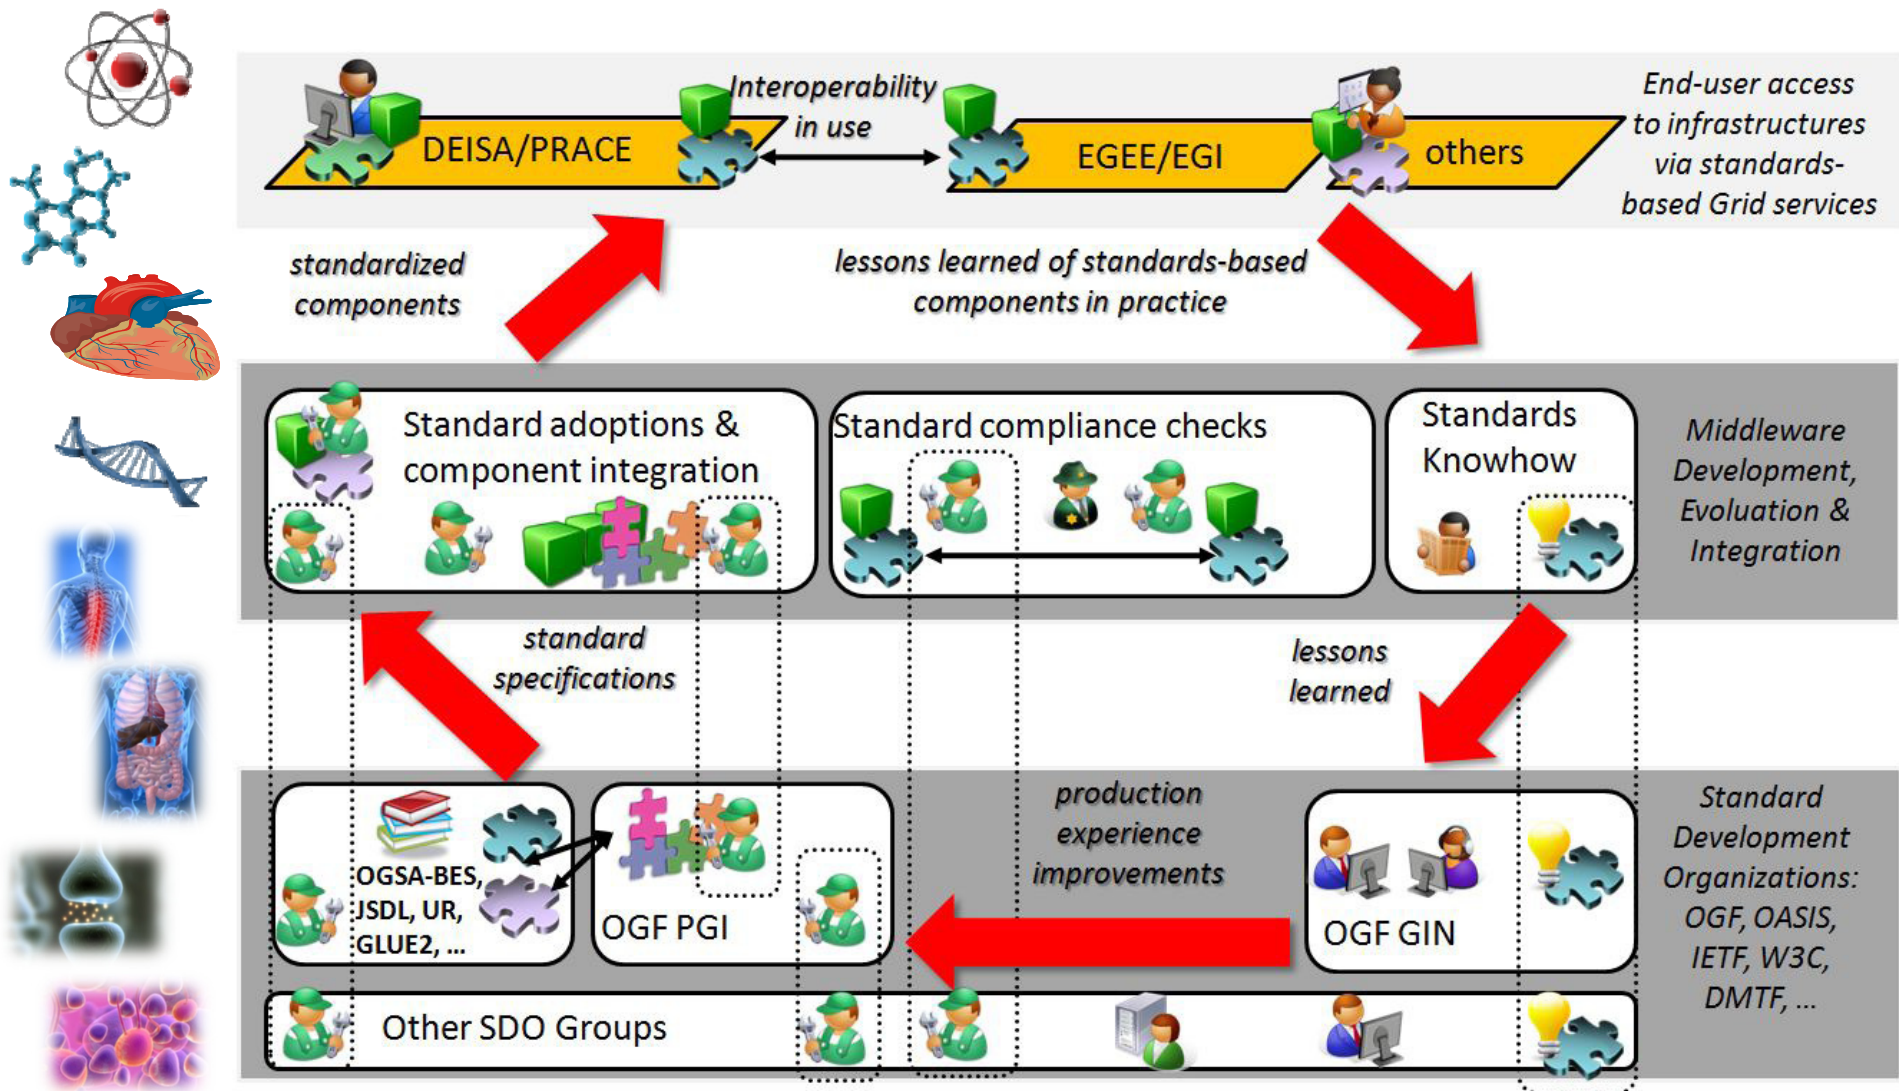 Interoperability
in use
DEISA/PRACE
EGEE/EGI
others
End-user access
to infrastructures
via standards-
based Grid services
standardized
components
lessons learned of standards-based
components in practice
Standard adoptions &
component integration
Standard compliance checks
Standards
Knowhow
Middleware
Development,
Evaluation &
Integration
standard
specifications
lessons
learned
OGSA-BES,
JSDL, UR,
GLUE2, ...
OGF PGI
production
experience
improvements
OGF GIN
Standard
Development
Organizations:
OGF, OASIS,
IETF, W3C,
DMTF, ...
Other SDO Groups